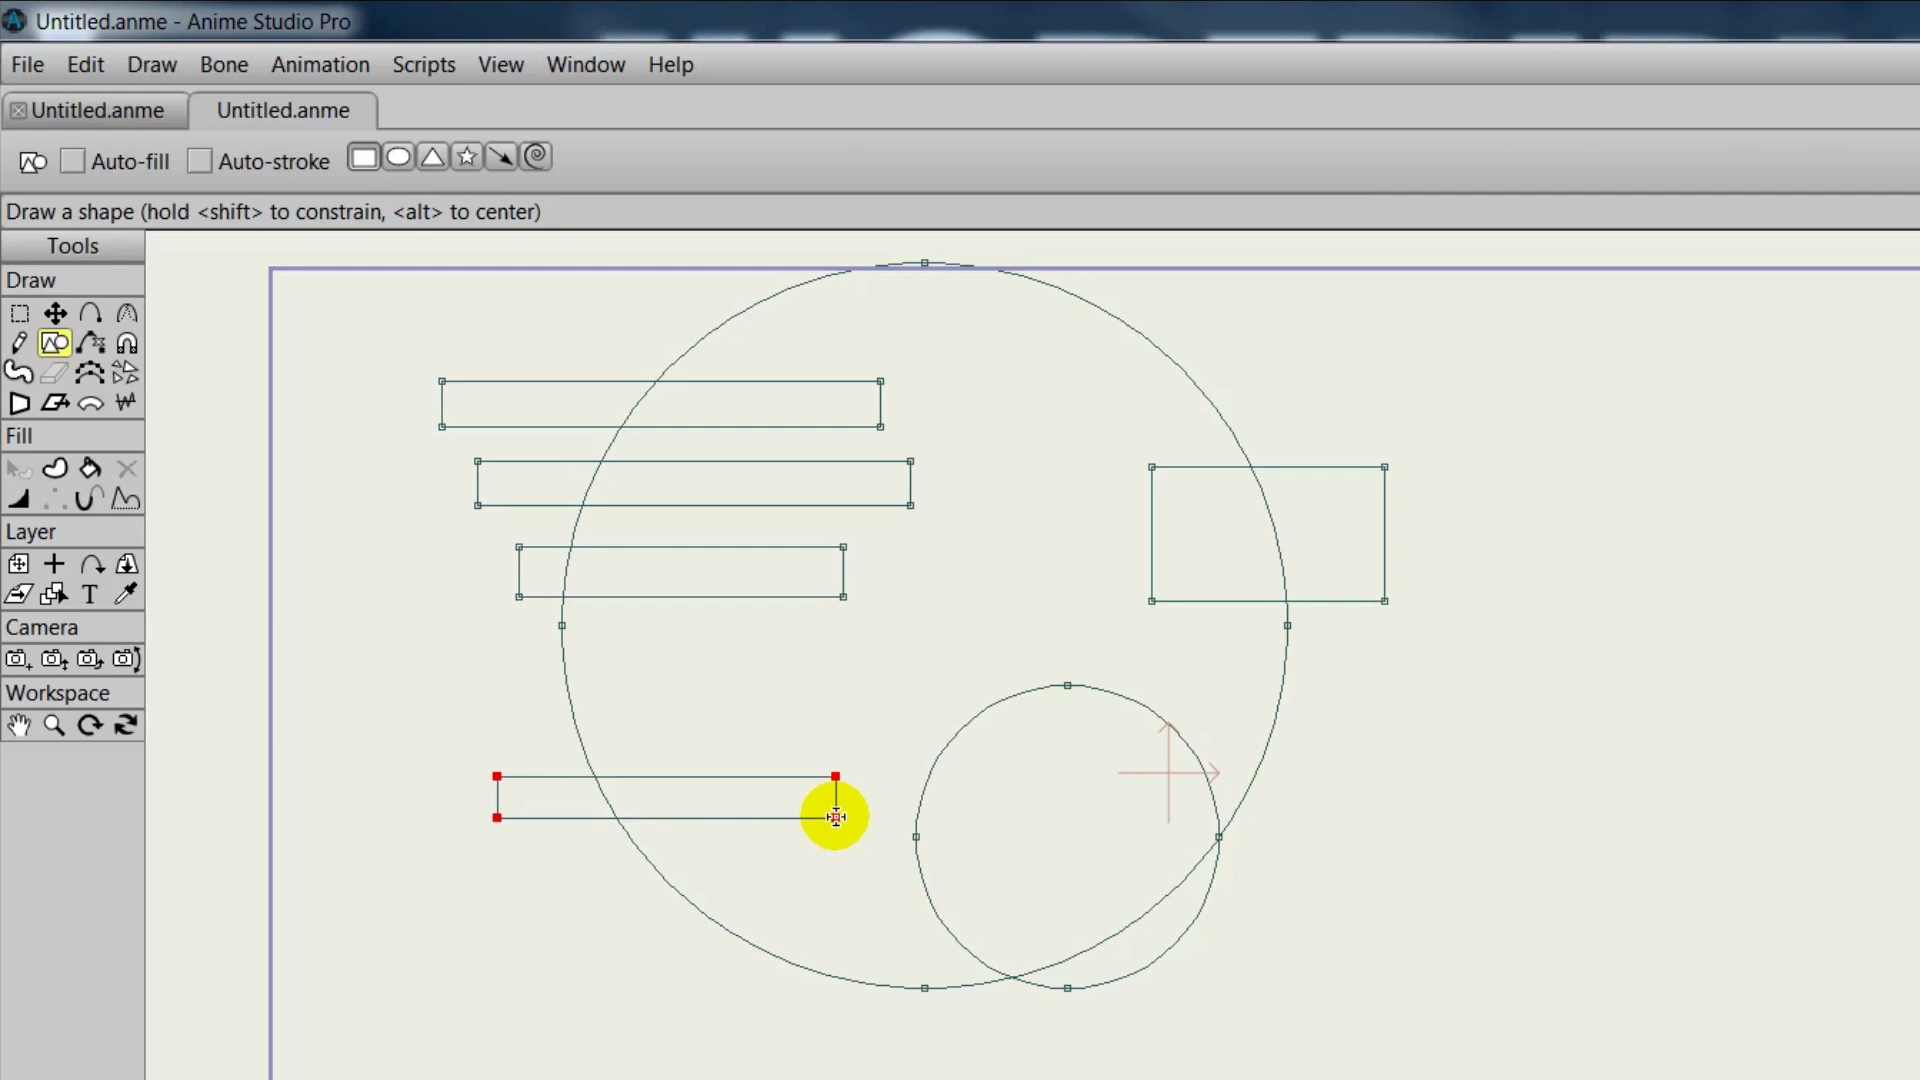 Untitled.anme - Anime Studio Pro
File Edit Draw Bone Animation Scripts View Window Help
Untitled.anme Untitled.anme
Auto-fill Auto-stroke
Draw a shape (hold <shift> to constrain, <alt> to center)
Tools
Draw
Fill
Layer
T
Camera
Workspace